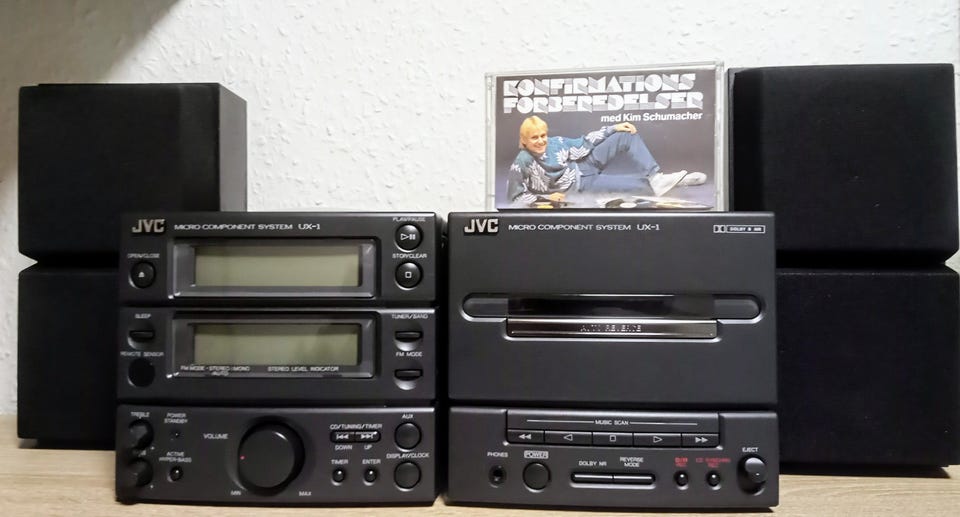 KONFIRMATIONS
FORBEREDELSER
med Kim Schumacher
JVC MICRO COMPONENT SYSTEM UX-1
PLAY/PAUSE
OPEN/CLOSE
STOP/CLEAR
SLEEP
TUNER/BAND
REMOTE SENSOR
FM MODE
FM MODE - STEREO/MONO STEREO LEVEL INDICATOR
AUTO
TREBLE
POWER
STANDBY
VOLUME
AUX
CD/TUNING/TIMER
DOWN UP
ACTIVE
HYPER-BASS
TIMER ENTER
DISPLAY/CLOCK
MIN MAX
JVC MICRO COMPONENT SYSTEM UX-1
DOLBY B NR
AUTO REVERSE
MUSIC SCAN
PHONES
POWER
DOLBY NR
REVERSE
MODE
REC
REC
EJECT